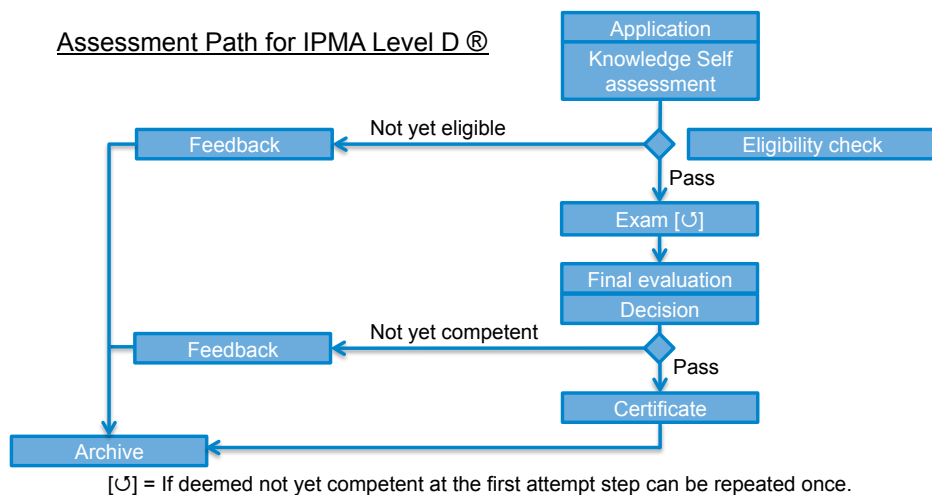 Assessment Path for IPMA Level D ®
Application
Knowledge Self
assessment
Not yet eligible
Feedback
Eligibility check
Pass
Exam [↺]
Final evaluation
Decision
Not yet competent
Feedback
Pass
Certificate
Archive
[↺] = If deemed not yet competent at the first attempt step can be repeated once.